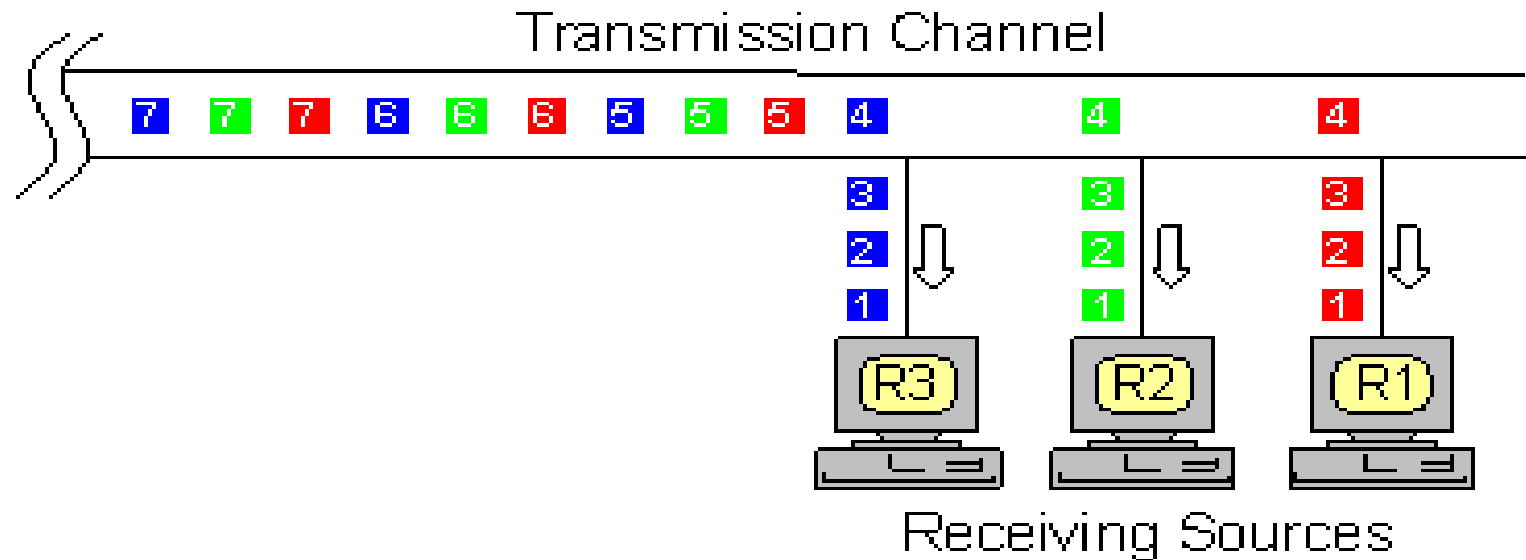 Transmission Channel
7 7 7 6 6 6 5 5 5 4 4 4
3 3 3
2 2 2
1 1 1
R3 R2 R1
Receiving Sources